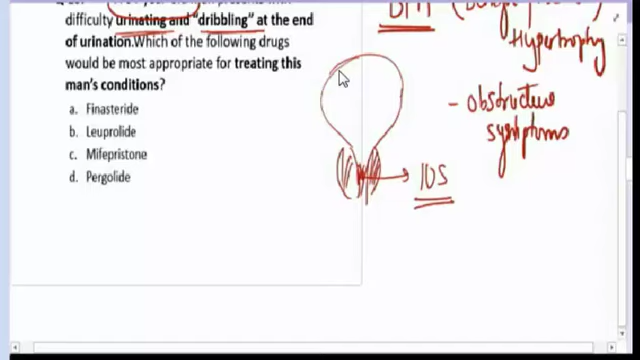 difficulty urinating and "dribbling" at the end
of urination. Which of the following drugs
would be most appropriate for treating this
man's conditions?
a. Finasteride
b. Leuprolide
c. Mifepristone
d. Pergolide
BPH
Hypertrophy
- obstructive
symptoms
IUS